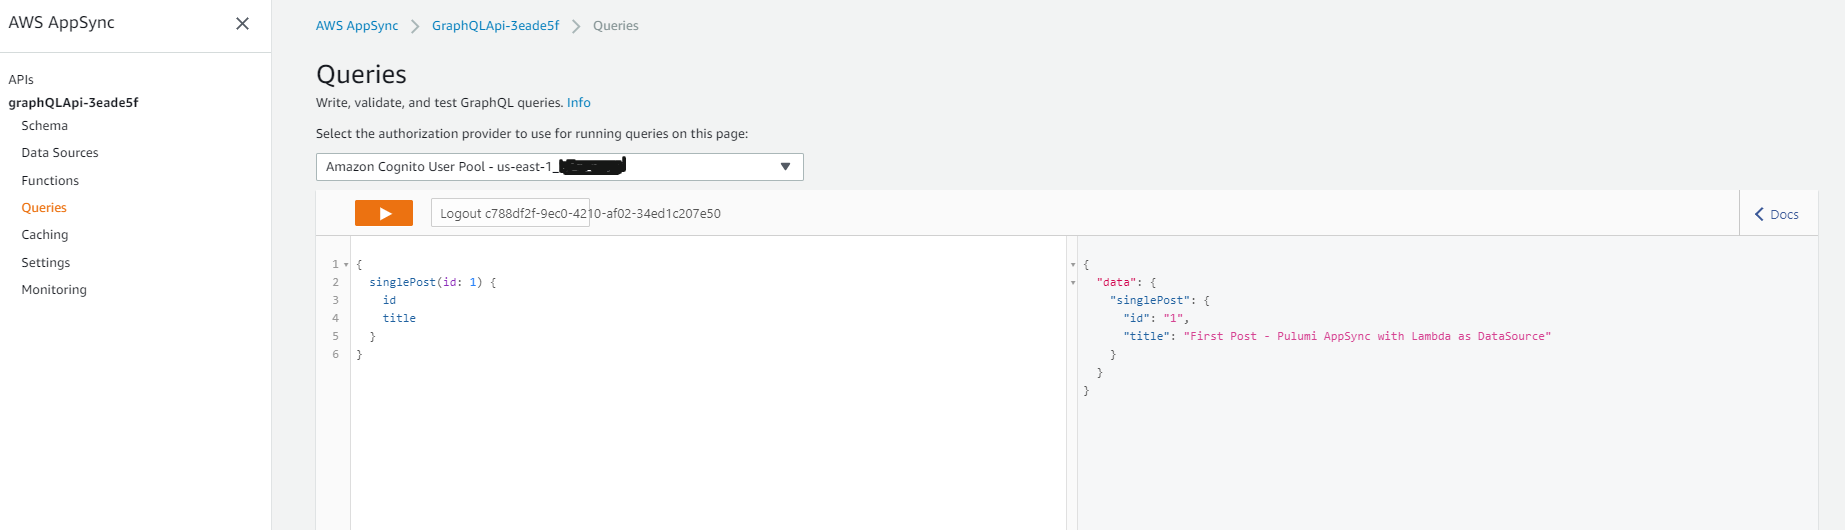 AWS AppSync
APIs
graphQLApi-3eade5f
Schema
Data Sources
Functions
Queries
Caching
Settings
Monitoring
AWS AppSync > GraphQLApi-3eade5f > Queries
Queries
Write, validate, and test GraphQL queries. Info
Select the authorization provider to use for running queries on this page:
Amazon Cognito User Pool - us-east-1_
Logout c788df2f-9ec0-4210-af02-34ed1c207e50
Docs
1 {
2 singlePost(id: 1) {
3 id
4 title
5 }
6 }
{
"data": {
"singlePost": {
"id": "1",
"title": "First Post - Pulumi AppSync with Lambda as DataSource"
}
}
}